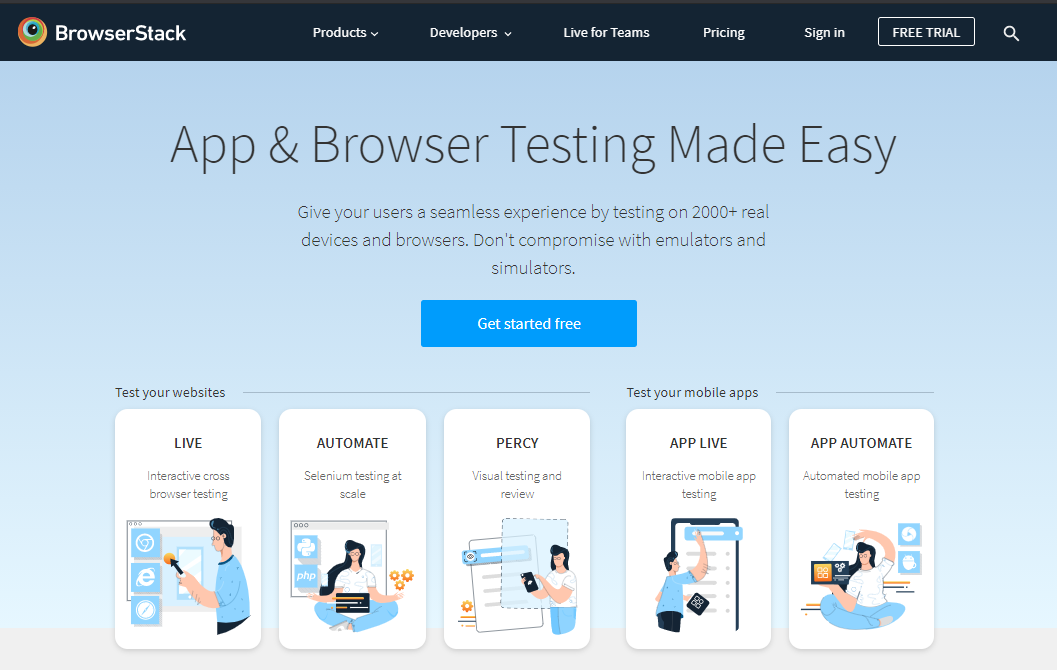 BrowserStack
Products
Developers
Live for Teams
Pricing
Sign in
FREE TRIAL
App & Browser Testing Made Easy
Give your users a seamless experience by testing on 2000+ real
devices and browsers. Don't compromise with emulators and
simulators.
Get started free
Test your websites
LIVE
Interactive cross
browser testing
AUTOMATE
Selenium testing at
scale
php
PERCY
Visual testing and
review
Test your mobile apps
APP LIVE
Interactive mobile app
testing
APP AUTOMATE
Automated mobile app
testing